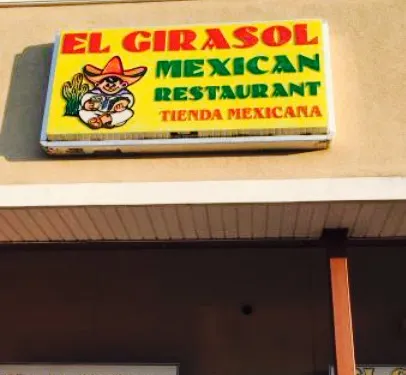 EL GIRASOL
MEXICAN
RESTAURANT
TIENDA MEXICANA